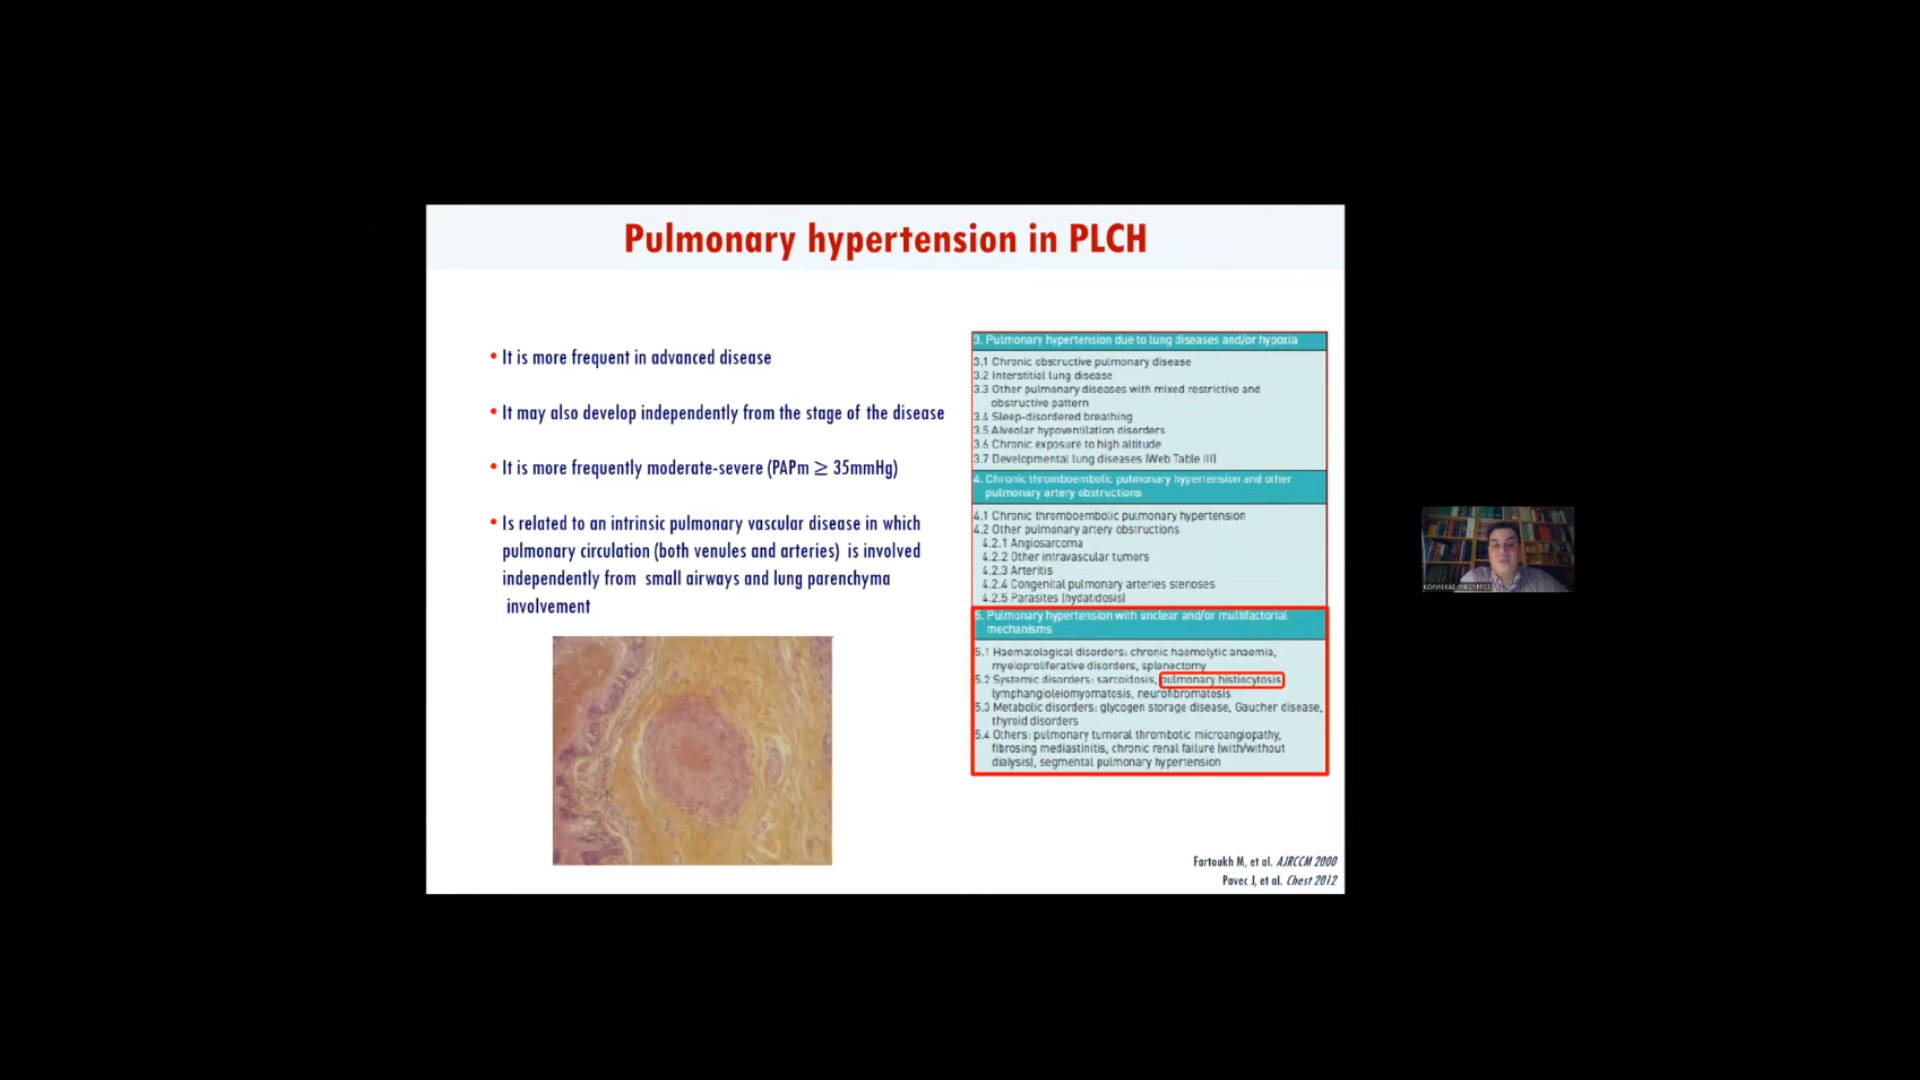 Pulmonary hypertension in PLCH
• It is more frequent in advanced disease
• It may also develop independently from the stage of the disease
• It is more frequently moderate-severe (PAPm ≥ 35mmHg)
• Is related to an intrinsic pulmonary vascular disease in which
pulmonary circulation (both venules and arteries) is involved
independently from small airways and lung parenchyma
involvement
3. Pulmonary hypertension due to lung diseases and/or hypoxia
3.1 Chronic obstructive pulmonary disease
3.2 Interstitial lung disease
3.3 Other pulmonary diseases with mixed restrictive and
obstructive pattern
3.4 Sleep-disordered breathing
3.5 Alveolar hypoventilation disorders
3.6 Chronic exposure to high altitude
3.7 Developmental lung diseases (Web Table III)
4. Chronic thromboembolic pulmonary hypertension and other
pulmonary artery obstructions
4.1 Chronic thromboembolic pulmonary hypertension
4.2 Other pulmonary artery obstructions
4.2.1 Angiosarcoma
4.2.2 Other intravascular tumors
4.2.3 Arteritis
4.2.4 Congenital pulmonary arteries stenoses
4.2.5 Parasites (hydatidosis)
5. Pulmonary hypertension with unclear and/or multifactorial
mechanisms
5.1 Haematological disorders: chronic haemolytic anaemia,
myeloproliferative disorders, splenectomy
5.2 Systemic disorders: sarcoidosis, pulmonary histiocytosis,
lymphangioleiomyomatosis, neurofibromatosis
5.3 Metabolic disorders: glycogen storage disease, Gaucher disease,
thyroid disorders
5.4 Others: pulmonary tumoral thrombotic microangiopathy,
fibrosing mediastinitis, chronic renal failure (with/without
dialysis), segmental pulmonary hypertension
Fartoukh M, et al. AJRCCM 2000
Pavec J, et al. Chest 2012